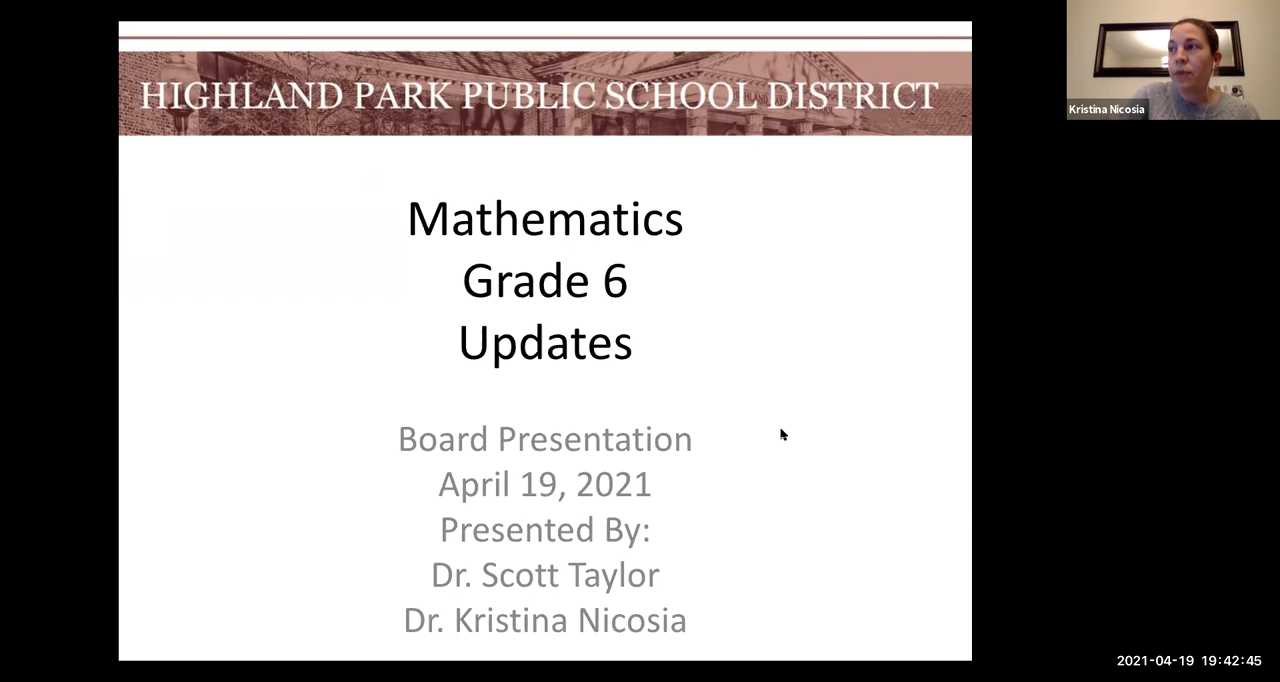 HIGHLAND PARK PUBLIC SCHOOL DISTRICT
Kristina Nicosia
Mathematics
Grade 6
Updates
Board Presentation
April 19, 2021
Presented By:
Dr. Scott Taylor
Dr. Kristina Nicosia
2021-04-19 19:42:45